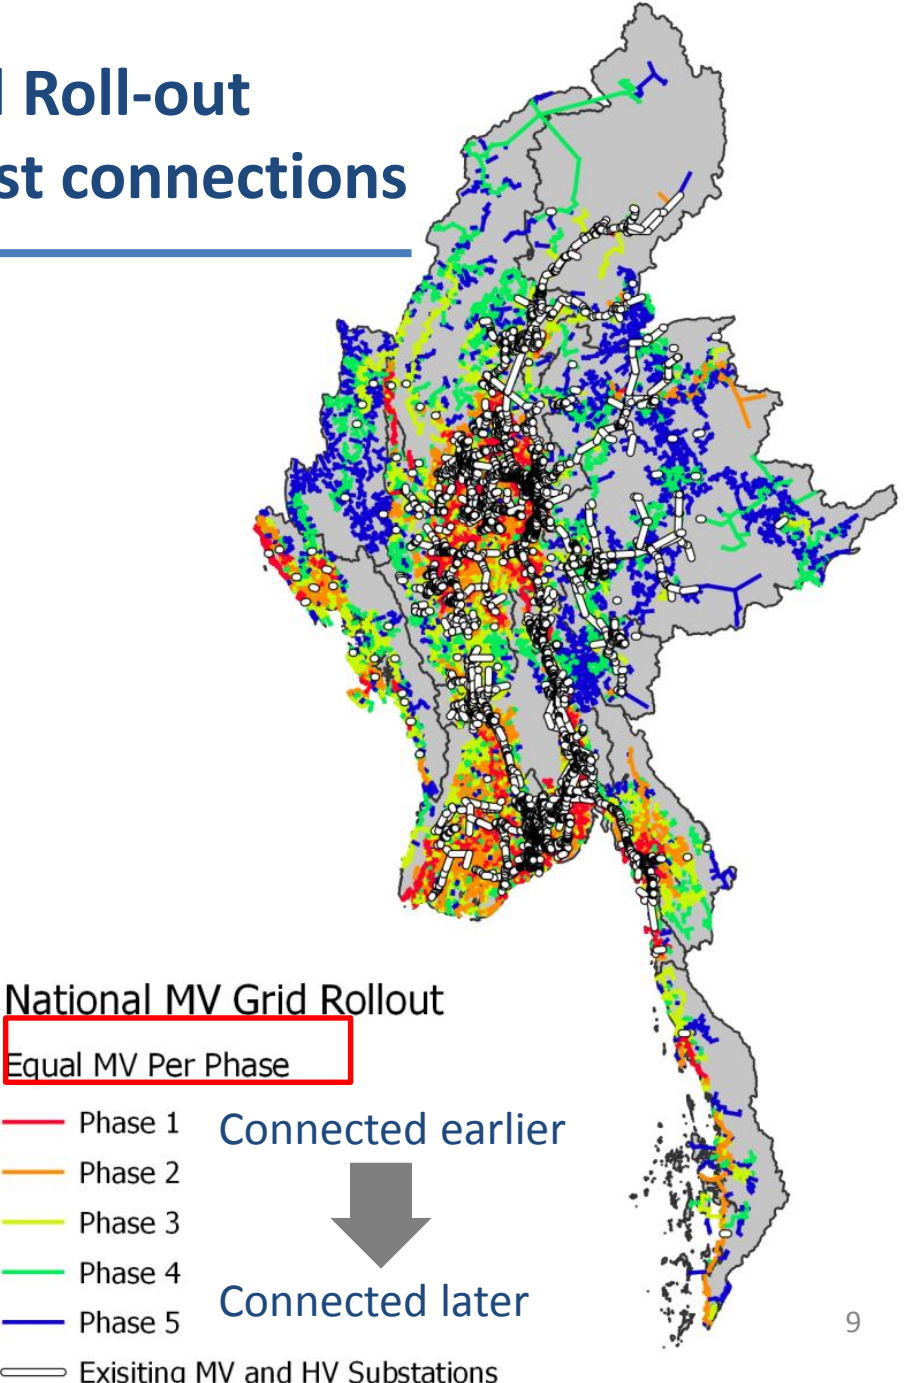 Roll-out
st connections
National MV Grid Rollout
Equal MV Per Phase
Phase 1
Connected earlier
Phase 2
Phase 3
Phase 4
Phase 5
Connected later
Exisiting MV and HV Substations
9